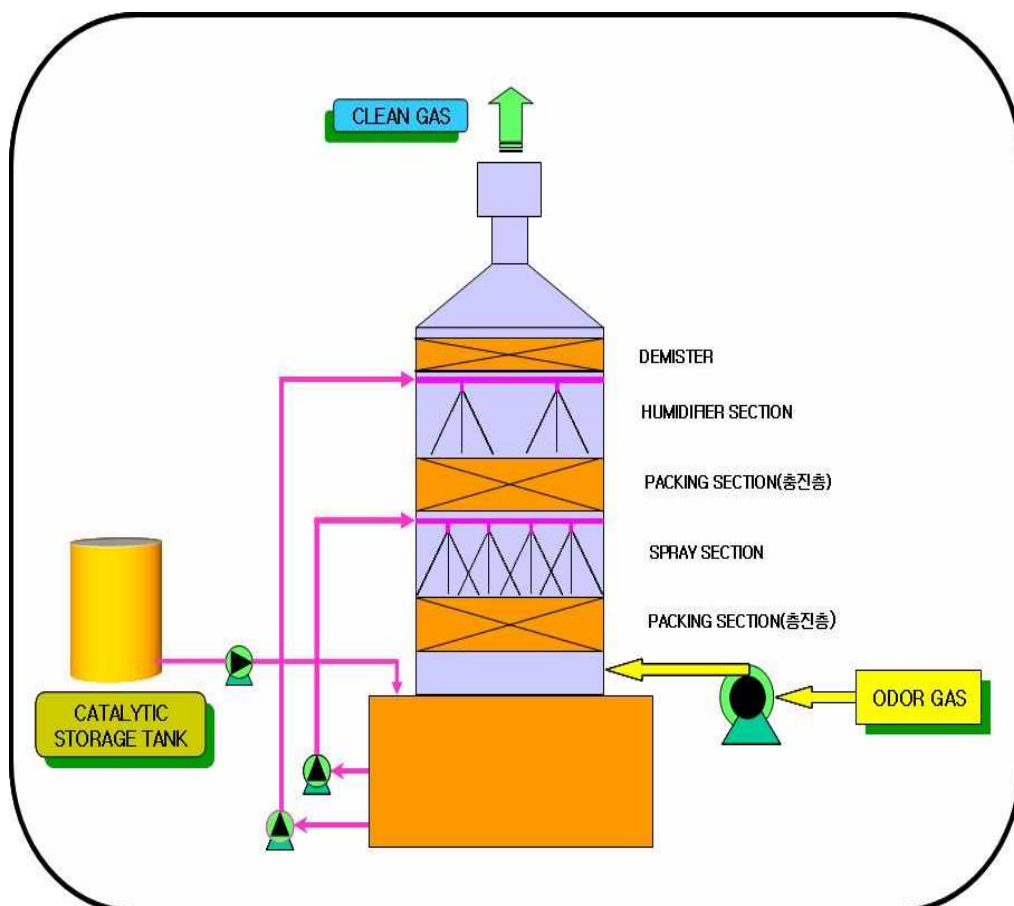 CLEAN GAS
DEMISTER
HUMIDIFIER SECTION
PACKING SECTION(충진층)
SPRAY SECTION
PACKING SECTION(층진층)
ODOR GAS
CATALYTIC
STORAGE TANK